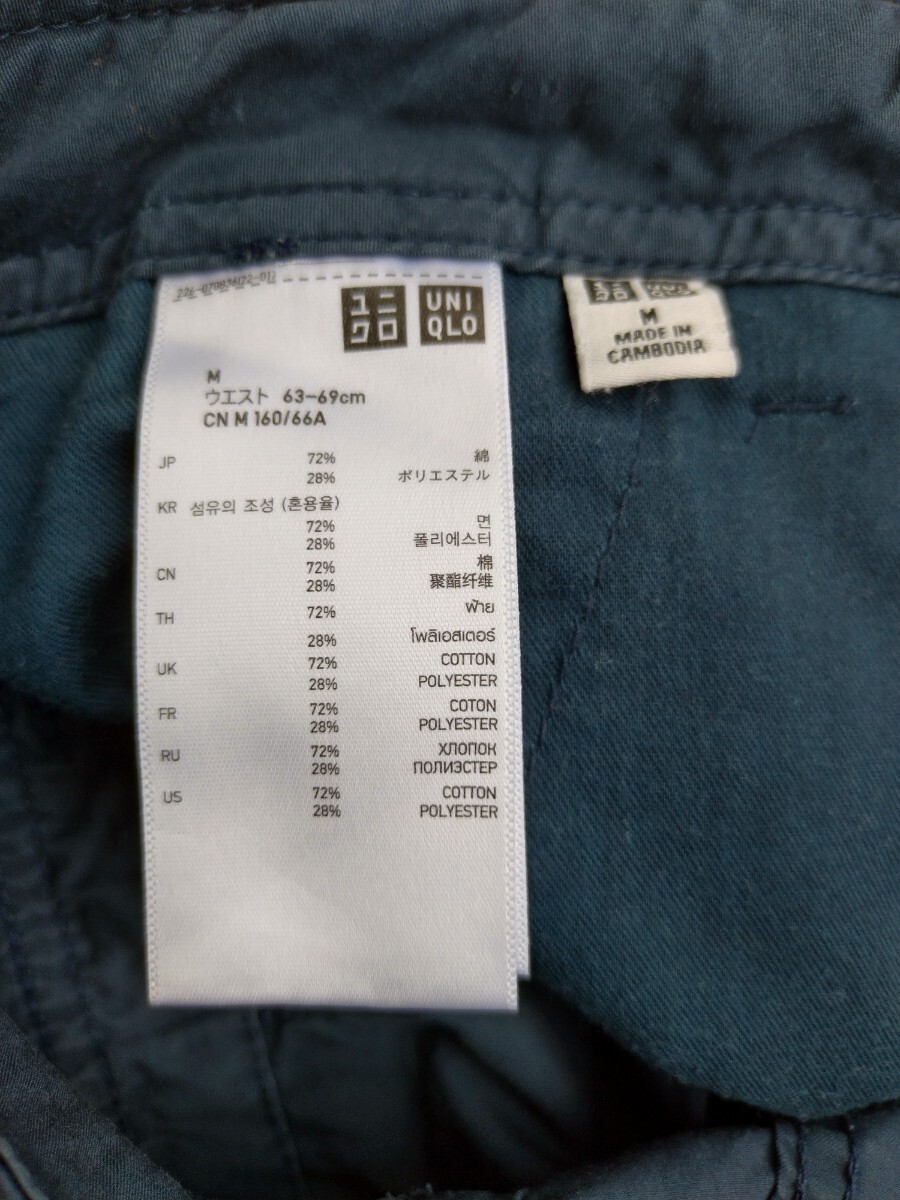 226-070836(22-01)
ユニ
クロ
UNI
QLO
M
ウエスト 63-69cm
CN M 160/66A
JP 72% 綿
28% ポリエステル
KR 섬유의 조성 (혼용율)
72% 면
28% 폴리에스터
CN 72% 棉
28% 聚酯纤维
TH 72% ฝ้าย
28% โพลิเอสเตอร์
UK 72% COTTON
28% POLYESTER
FR 72% COTON
28% POLYESTER
RU 72% ХЛОПОК
28% ПОЛИЭСТЕР
US 72% COTTON
28% POLYESTER
M
MADE IN
CAMBODIA